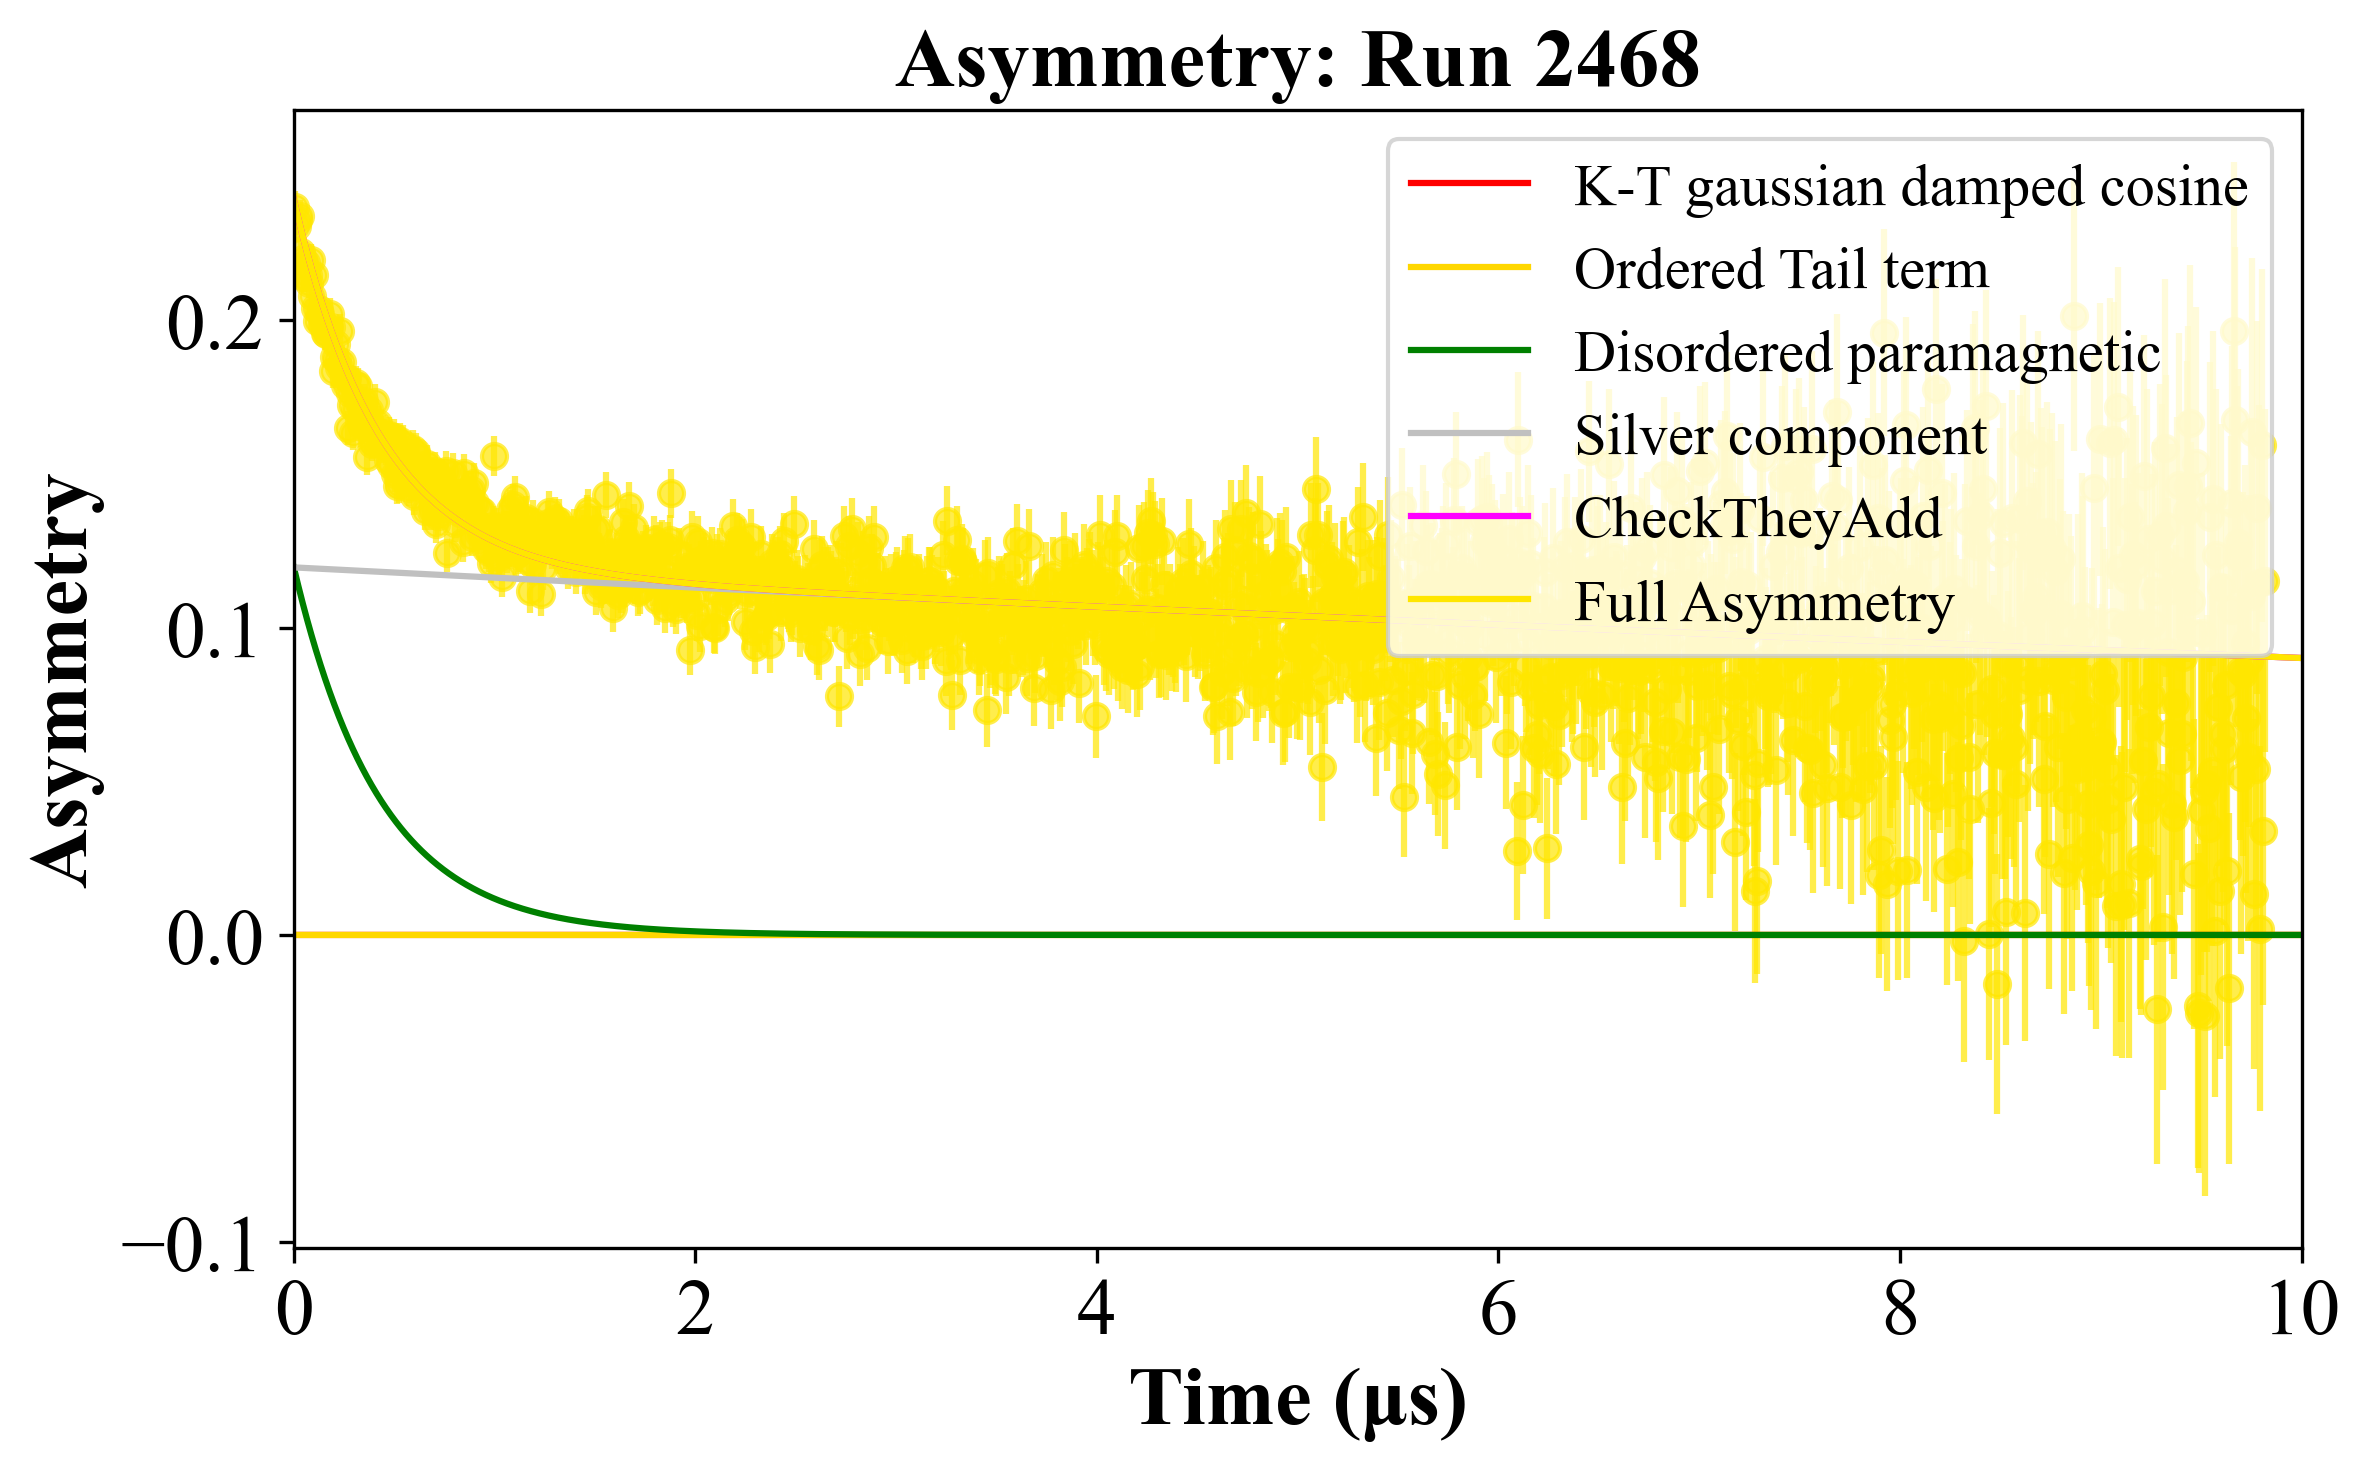 Asymmetry: Run 2468
K-T gaussian damped cosine
Ordered Tail term
Disordered paramagnetic
Silver component
CheckTheyAdd
Full Asymmetry
Asymmetry
0.2
0.1
0.0
−0.1
0 2 4 6 8 10
Time (μs)